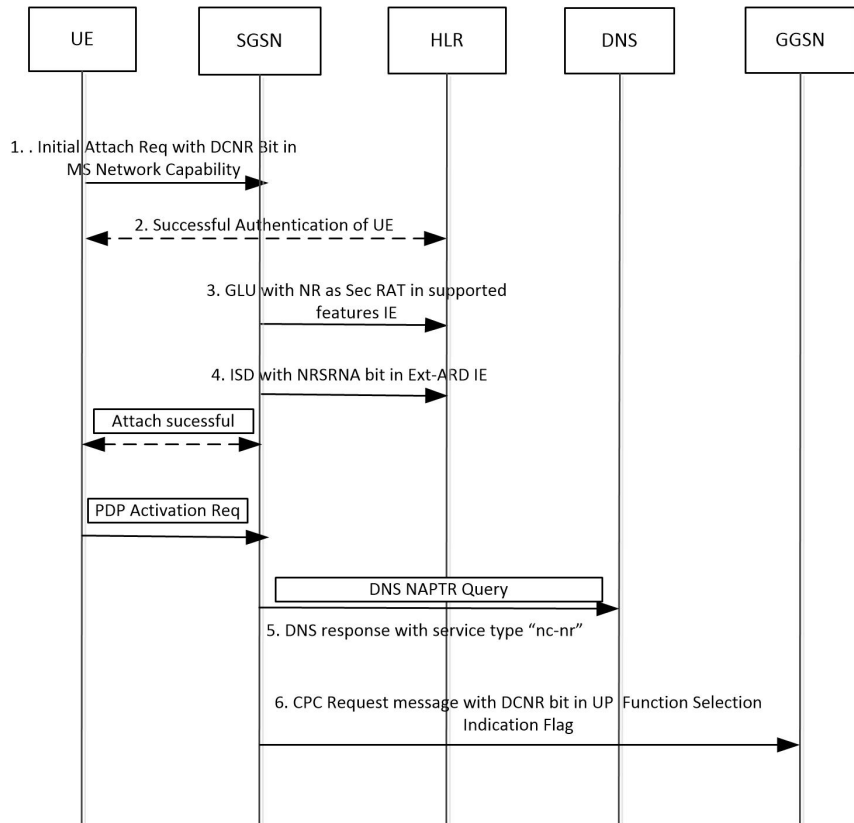 UE
SGSN
HLR
DNS
GGSN
1. . Initial Attach Req with DCNR Bit in
MS Network Capability
2. Successful Authentication of UE
3. GLU with NR as Sec RAT in supported
features IE
4. ISD with NRSRNA bit in Ext-ARD IE
Attach sucessful
PDP Activation Req
DNS NAPTR Query
5. DNS response with service type “nc-nr”
6. CPC Request message with DCNR bit in UP Function Selection
Indication Flag